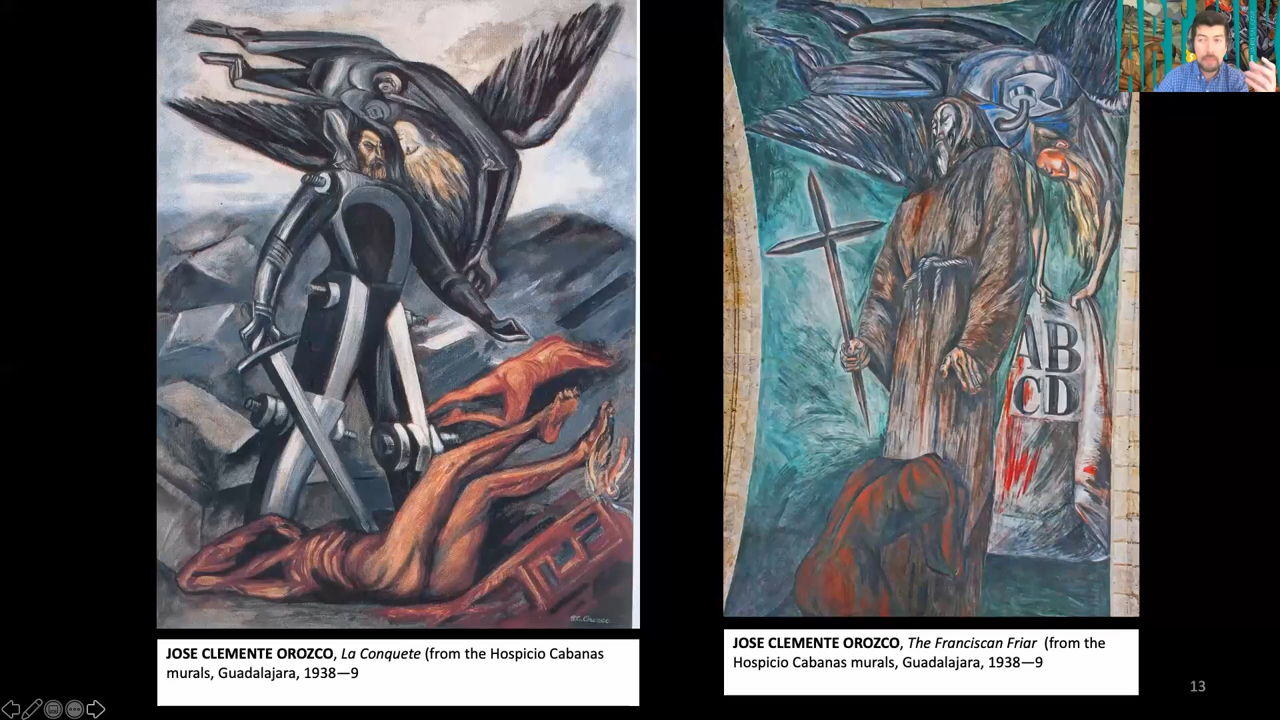 AB
CD
J.C. Orozco
JOSE CLEMENTE OROZCO, La Conquete (from the Hospicio Cabanas
murals, Guadalajara, 1938—9
JOSE CLEMENTE OROZCO, The Franciscan Friar (from the
Hospicio Cabanas murals, Guadalajara, 1938—9
13